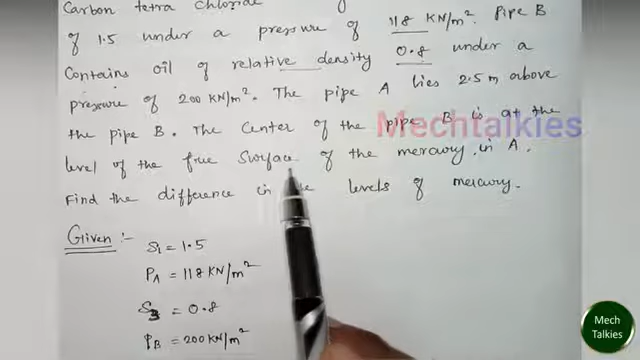 Carbon tetra chloride
of 1.5 under a pressure of 118 KN/m². Pipe B
Contains oil of relative density 0.8 under a
pressure of 200 KN/m². The pipe A lies 2.5 m above
the pipe B. The Center of the pipe B is at the
level of the free Surface of the mercury in A.
Find the difference in the levels of mercury.
Mechtalkies
Given :-
S₁ = 1.5
PA = 118 KN/m²
S = 0.8
PB = 200 KN/m²
Mech
Talkies